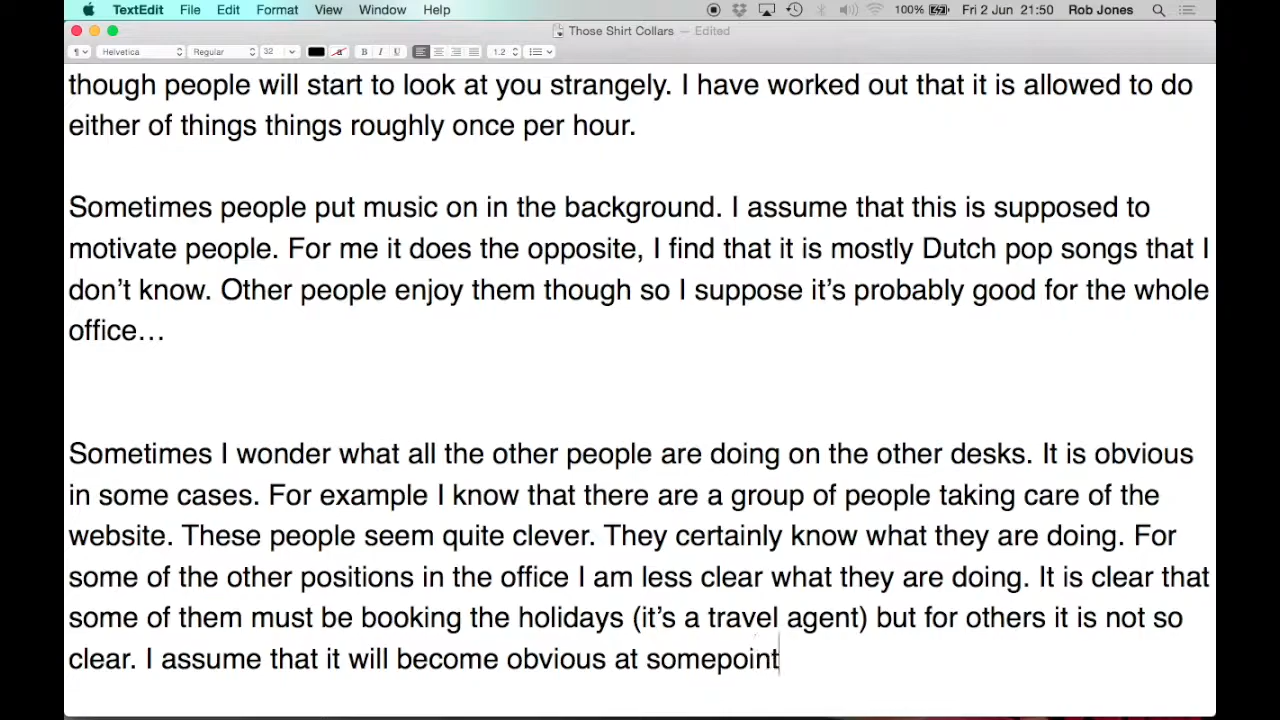 TextEdit File Edit Format View Window Help 100% Fri 2 Jun 21:50 Rob Jones
Those Shirt Collars — Edited
¶ Helvetica Regular 32 a B I U 1.2
though people will start to look at you strangely. I have worked out that it is allowed to do
either of things things roughly once per hour.
Sometimes people put music on in the background. I assume that this is supposed to
motivate people. For me it does the opposite, I find that it is mostly Dutch pop songs that I
don’t know. Other people enjoy them though so I suppose it’s probably good for the whole
office…
Sometimes I wonder what all the other people are doing on the other desks. It is obvious
in some cases. For example I know that there are a group of people taking care of the
website. These people seem quite clever. They certainly know what they are doing. For
some of the other positions in the office I am less clear what they are doing. It is clear that
some of them must be booking the holidays (it’s a travel agent) but for others it is not so
clear. I assume that it will become obvious at somepoint